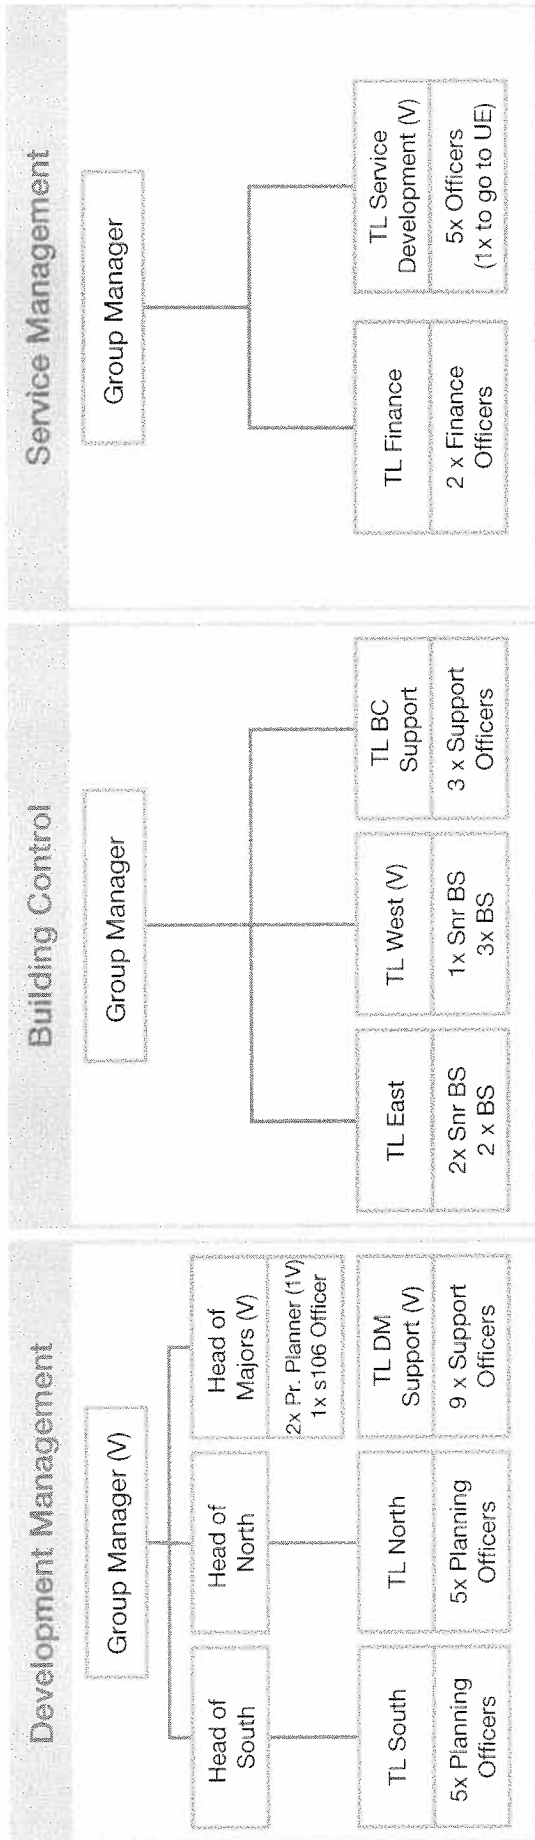 Development Management
Group Manager (V)
Head of
South
Head of
North
Head of
Majors (V)
2x Pr. Planner (1V)
1x s106 Officer
TL South
5x Planning
Officers
TL North
5x Planning
Officers
TL DM
Support (V)
9 x Support
Officers
Building Control
Group Manager
TL East
2x Snr BS
2 x BS
TL West (V)
1x Snr BS
3x BS
TL BC
Support
3 x Support
Officers
Service Management
Group Manager
TL Finance
2 x Finance
Officers
TL Service
Development (V)
5x Officers
(1x to go to UE)